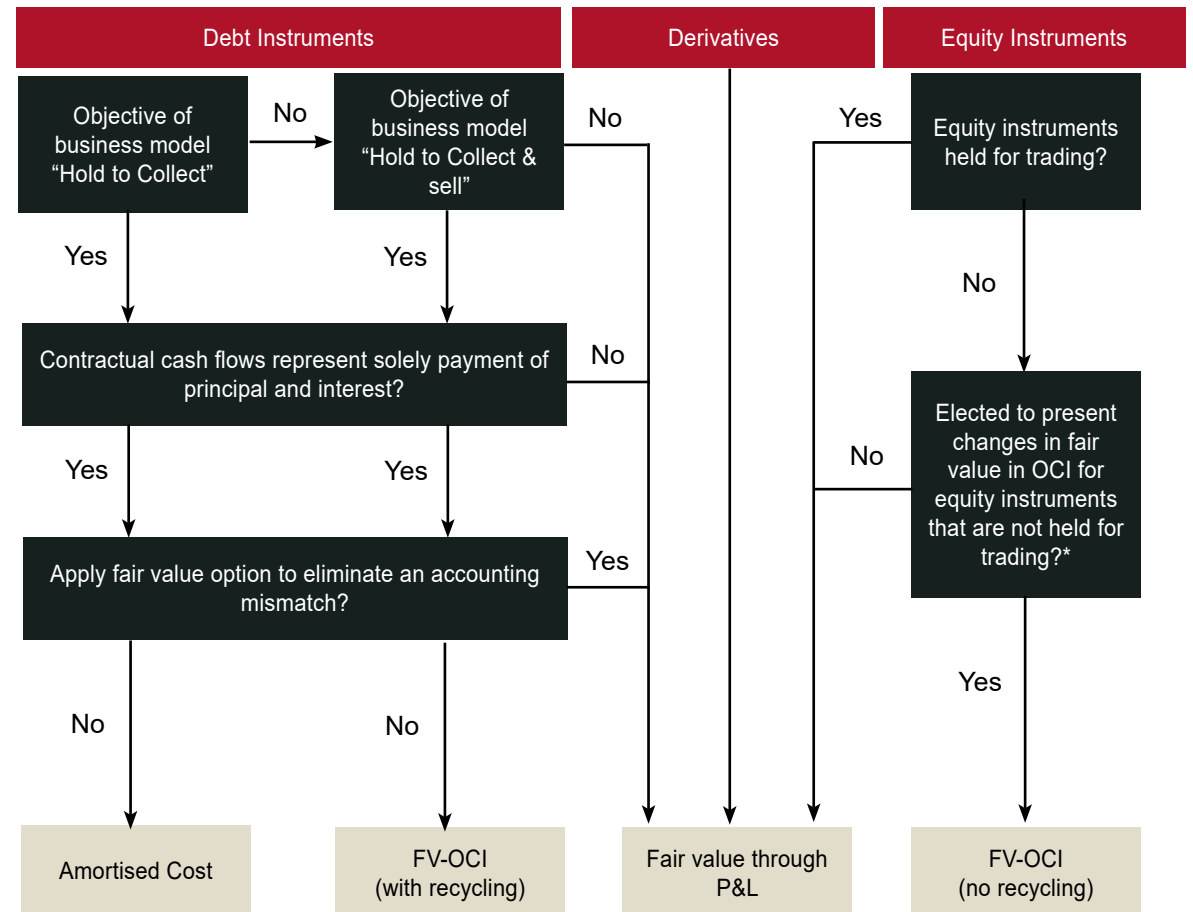 Debt Instruments
Derivatives
Equity Instruments
Objective of
business model
“Hold to Collect”
No
Objective of
business model
“Hold to Collect &
sell”
No
Yes
Equity instruments
held for trading?
Yes
Yes
No
Contractual cash flows represent solely payment of
principal and interest?
No
Elected to present
changes in fair
value in OCI for
equity instruments
that are not held for
trading?*
No
Yes
Yes
Apply fair value option to eliminate an accounting
mismatch?
Yes
No
No
Yes
Amortised Cost
FV-OCI
(with recycling)
Fair value through
P&L
FV-OCI
(no recycling)